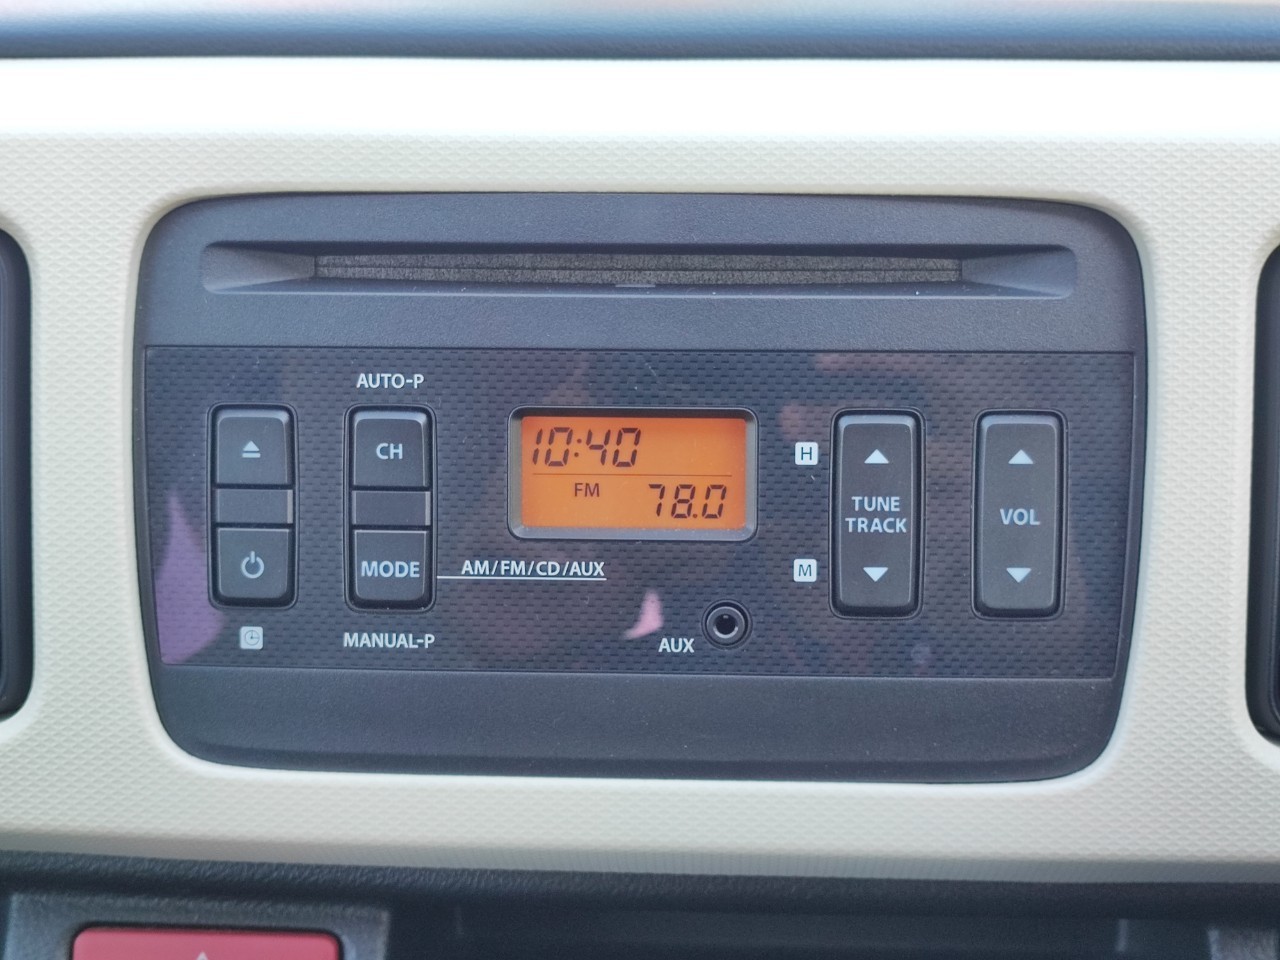 AUTO-P
CH
MODE
MANUAL-P
AM/FM/CD/AUX
10:40
FM 78.0
AUX
H
M
TUNE
TRACK
VOL